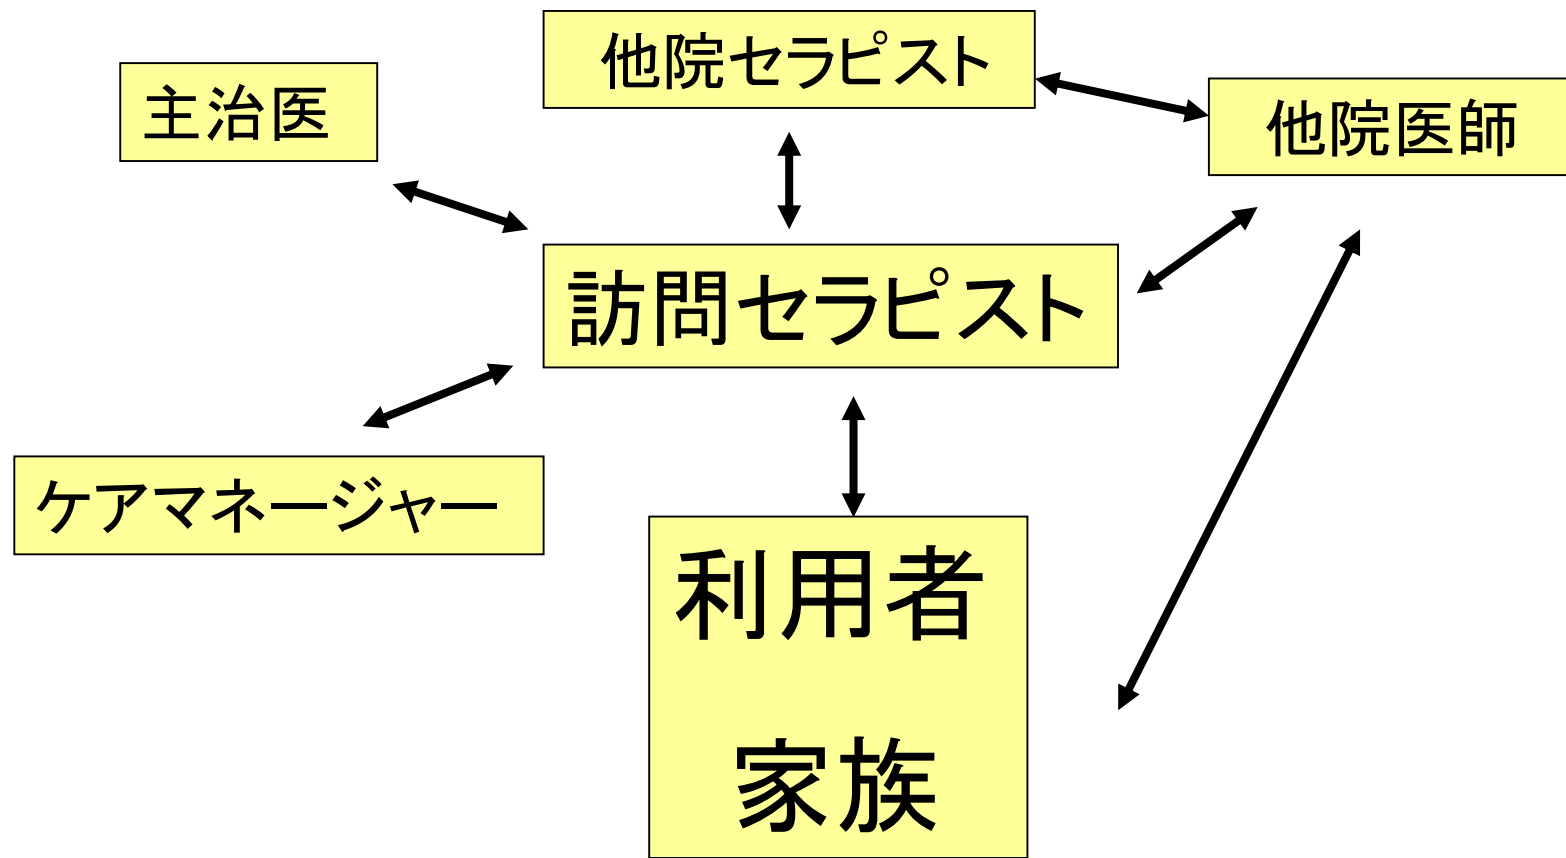 他院セラピスト
主治医
他院医師
訪問セラピスト
ケアマネージャー
利用者
家族